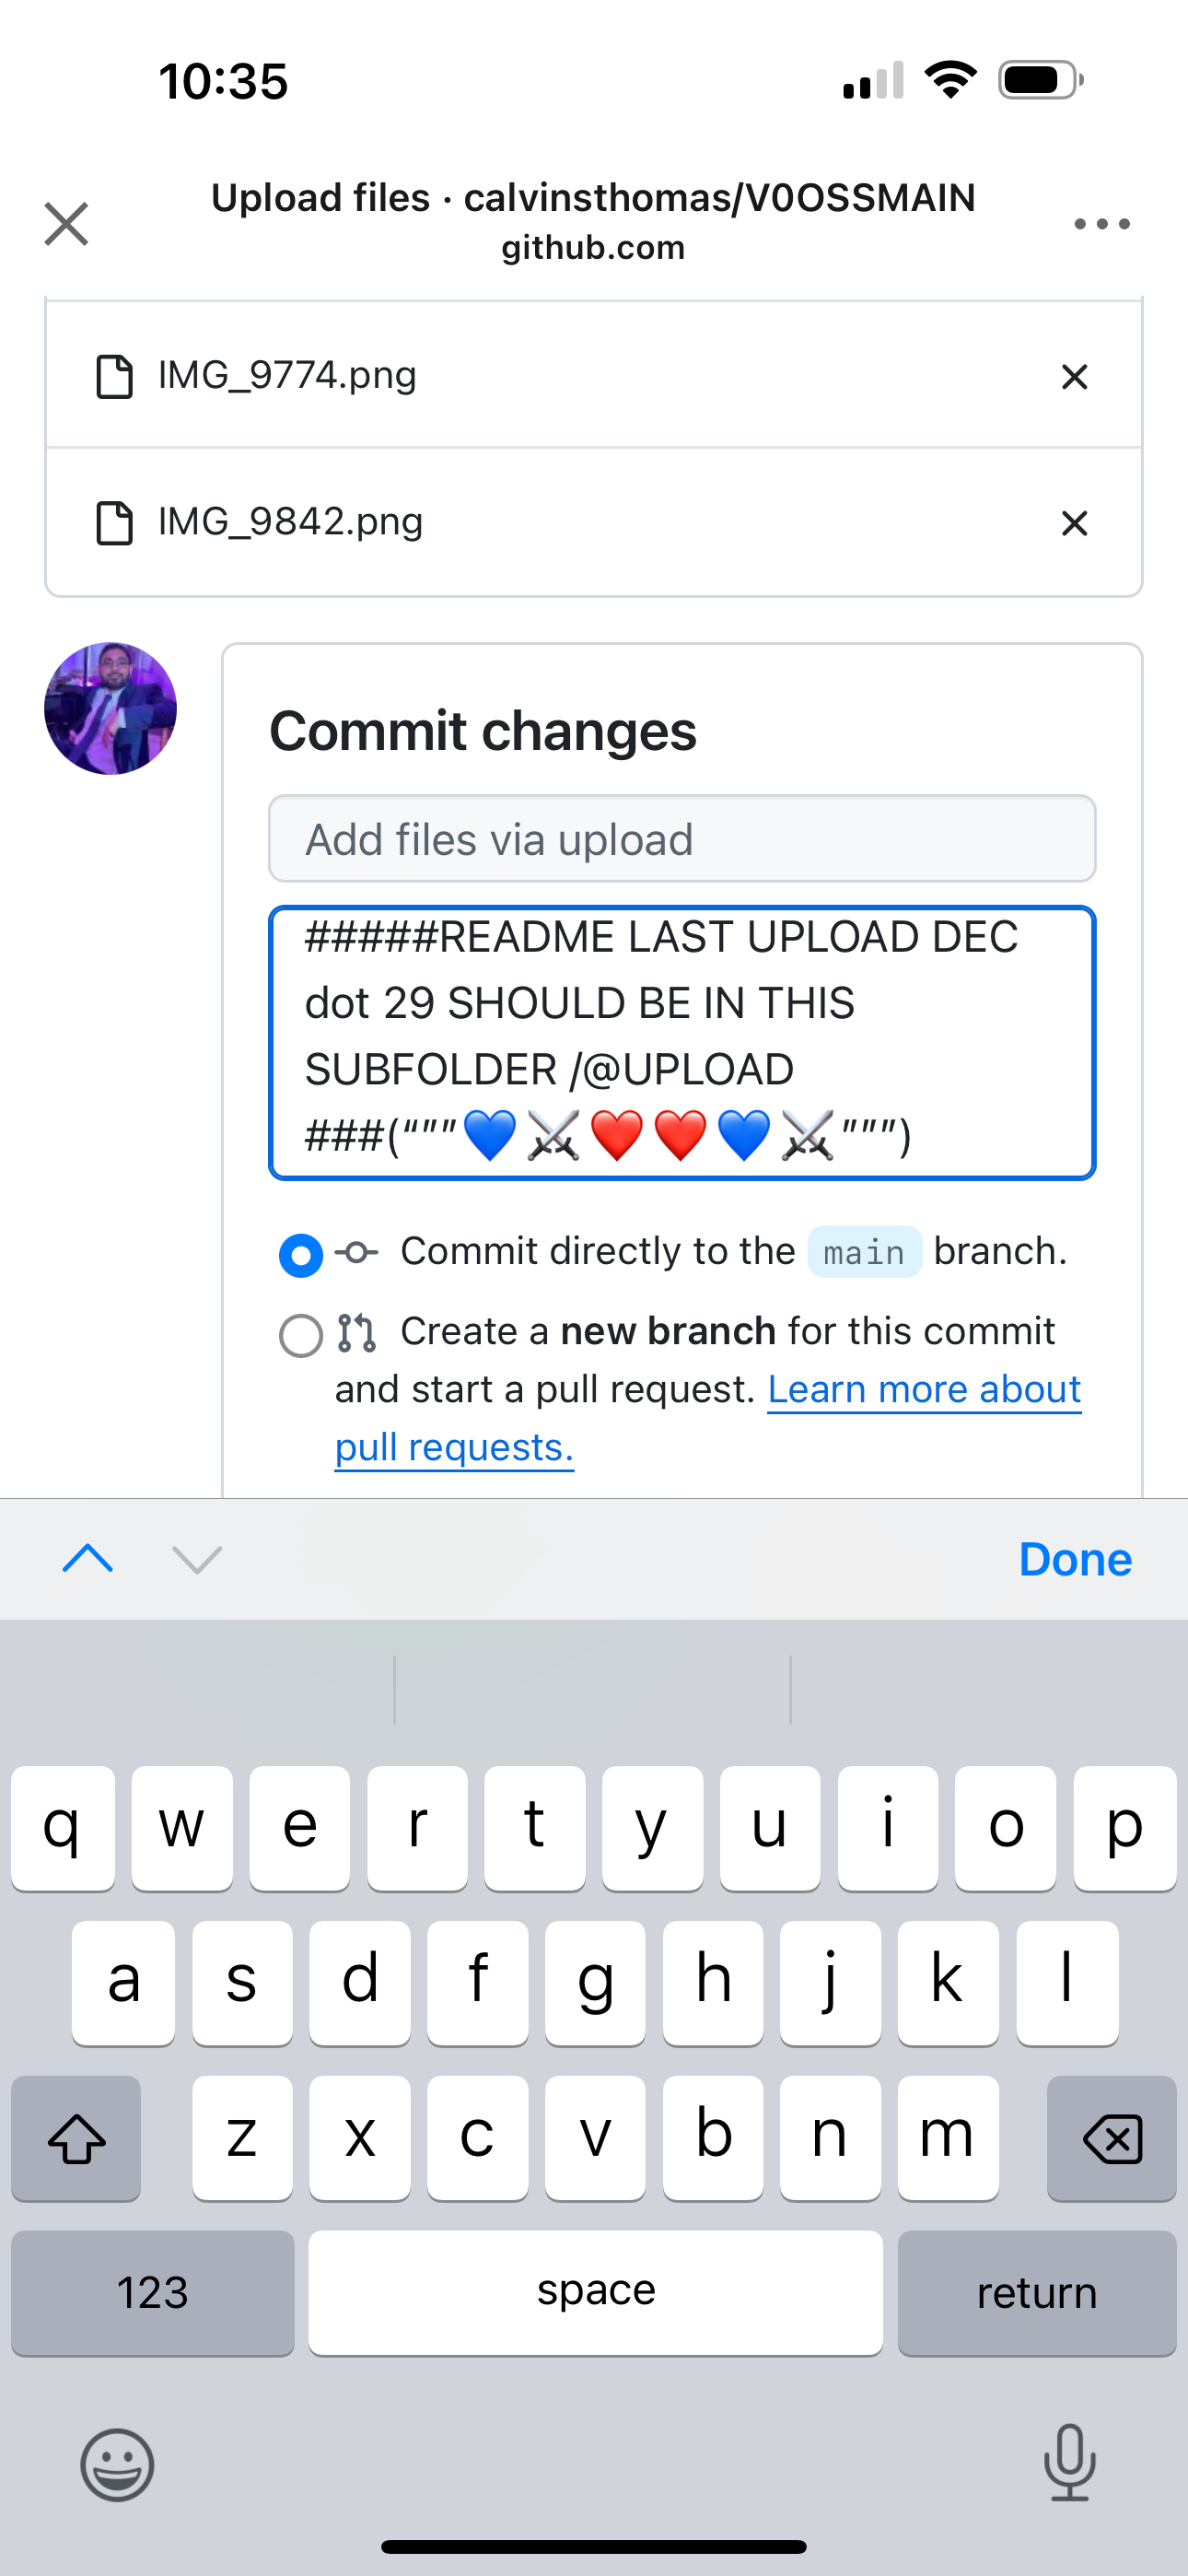 10:35
Upload files · calvinsthomas/V0OSSMAIN
github.com
IMG_9774.png
IMG_9842.png
Commit changes
Add files via upload
#####README LAST UPLOAD DEC
dot 29 SHOULD BE IN THIS
SUBFOLDER /@UPLOAD
###(“””💙⚔️❤️❤️💙⚔️”””)
Commit directly to the main branch.
Create a new branch for this commit
and start a pull request. Learn more about
pull requests.
Done
q w e r t y u i o p
a s d f g h j k l
z x c v b n m
123 space return